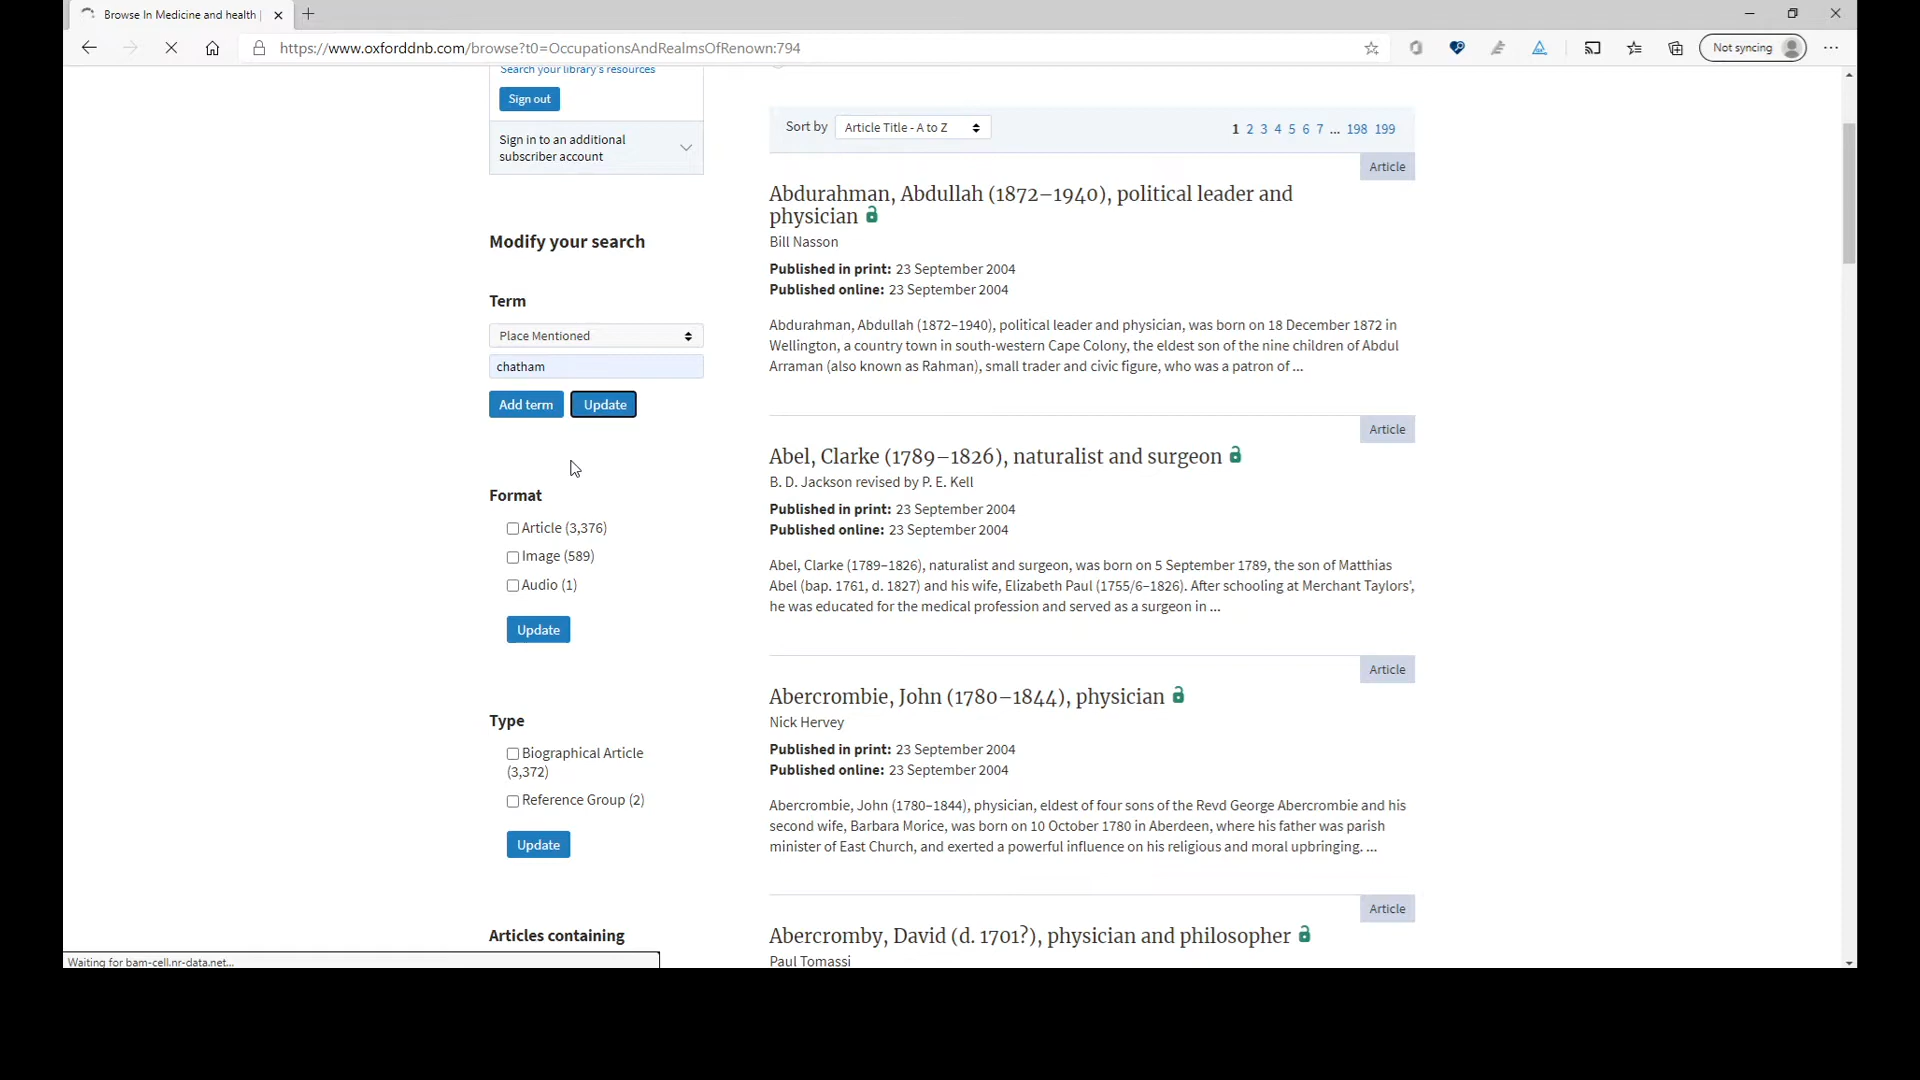 Browse In Medicine and health |
https://www.oxforddnb.com/browse?t0=OccupationsAndRealmsOfRenown:794
Not syncing
Search your library's resources
Sign out
Sign in to an additional
subscriber account
Modify your search
Term
Place Mentioned
chatham
Add term
Update
Format
Article (3,376)
Image (589)
Audio (1)
Update
Type
Biographical Article
(3,372)
Reference Group (2)
Update
Articles containing
Waiting for bam-cell.nr-data.net...
Sort by
Article Title - A to Z
1 2 3 4 5 6 7 ... 198 199
Article
Abdurahman, Abdullah (1872–1940), political leader and
physician
Bill Nasson
Published in print: 23 September 2004
Published online: 23 September 2004
Abdurahman, Abdullah (1872–1940), political leader and physician, was born on 18 December 1872 in
Wellington, a country town in south-western Cape Colony, the eldest son of the nine children of Abdul
Arraman (also known as Rahman), small trader and civic figure, who was a patron of ...
Article
Abel, Clarke (1789–1826), naturalist and surgeon
B. D. Jackson revised by P. E. Kell
Published in print: 23 September 2004
Published online: 23 September 2004
Abel, Clarke (1789–1826), naturalist and surgeon, was born on 5 September 1789, the son of Matthias
Abel (bap. 1761, d. 1827) and his wife, Elizabeth Paul (1755/6–1826). After schooling at Merchant Taylors',
he was educated for the medical profession and served as a surgeon in ...
Article
Abercrombie, John (1780–1844), physician
Nick Hervey
Published in print: 23 September 2004
Published online: 23 September 2004
Abercrombie, John (1780–1844), physician, eldest of four sons of the Revd George Abercrombie and his
second wife, Barbara Morice, was born on 10 October 1780 in Aberdeen, where his father was parish
minister of East Church, and exerted a powerful influence on his religious and moral upbringing. ...
Article
Abercromby, David (d. 1701?), physician and philosopher
Paul Tomassi